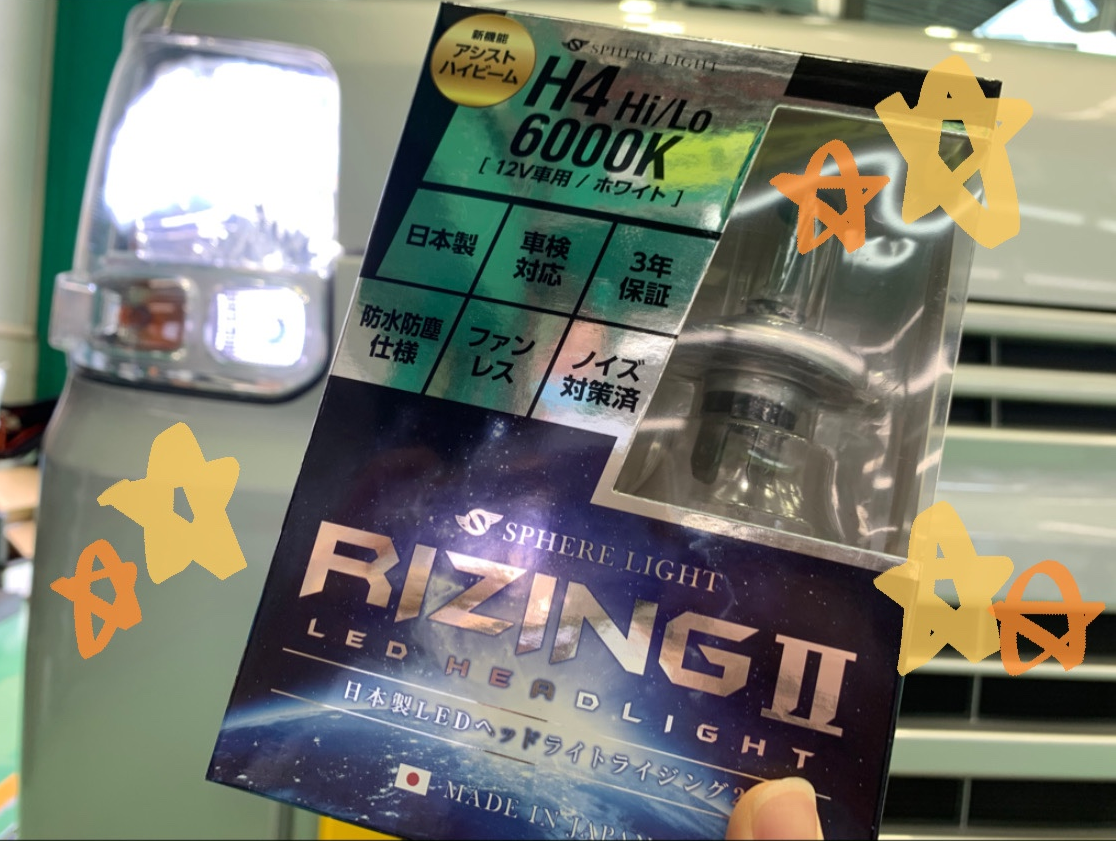 新機能
アシスト
ハイビーム
SPHERE LIGHT
H4 Hi/Lo
6000K
[ 12V車用 / ホワイト ]
日本製
車検
対応
3年
保証
防水防塵
仕様
ファン
レス
ノイズ
対策済
SPHERE LIGHT
RIZING II
LED HEADLIGHT
日本製LEDヘッドライトライジング2
MADE IN JAPAN